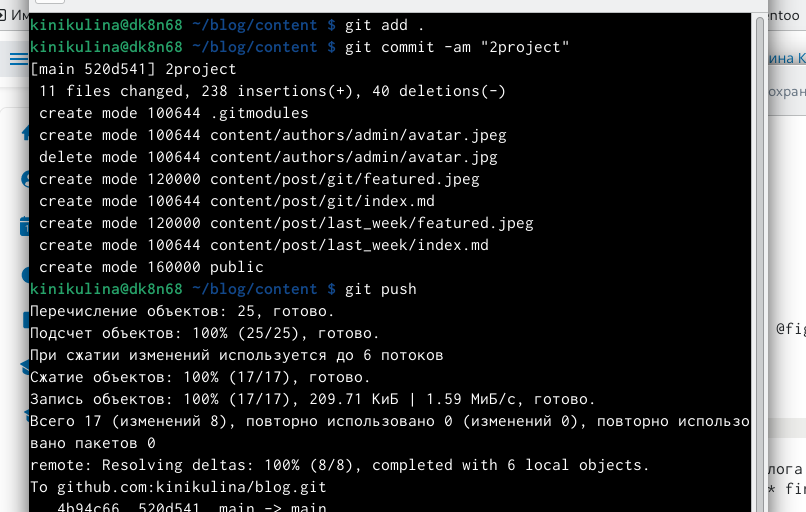 kinikulina@dk8n68 ~/blog/content $ git add .
kinikulina@dk8n68 ~/blog/content $ git commit -am "2project"
[main 520d541] 2project
 11 files changed, 238 insertions(+), 40 deletions(-)
 create mode 100644 .gitmodules
 create mode 100644 content/authors/admin/avatar.jpeg
 delete mode 100644 content/authors/admin/avatar.jpg
 create mode 120000 content/post/git/featured.jpeg
 create mode 100644 content/post/git/index.md
 create mode 120000 content/post/last_week/featured.jpeg
 create mode 100644 content/post/last_week/index.md
 create mode 160000 public
kinikulina@dk8n68 ~/blog/content $ git push
Перечисление объектов: 25, готово.
Подсчет объектов: 100% (25/25), готово.
При сжатии изменений используется до 6 потоков
Сжатие объектов: 100% (17/17), готово.
Запись объектов: 100% (17/17), 209.71 КиБ | 1.59 МиБ/с, готово.
Всего 17 (изменений 8), повторно использовано 0 (изменений 0), повторно использо
вано пакетов 0
remote: Resolving deltas: 100% (8/8), completed with 6 local objects.
To github.com:kinikulina/blog.git
   4b94c66..520d541  main -> main